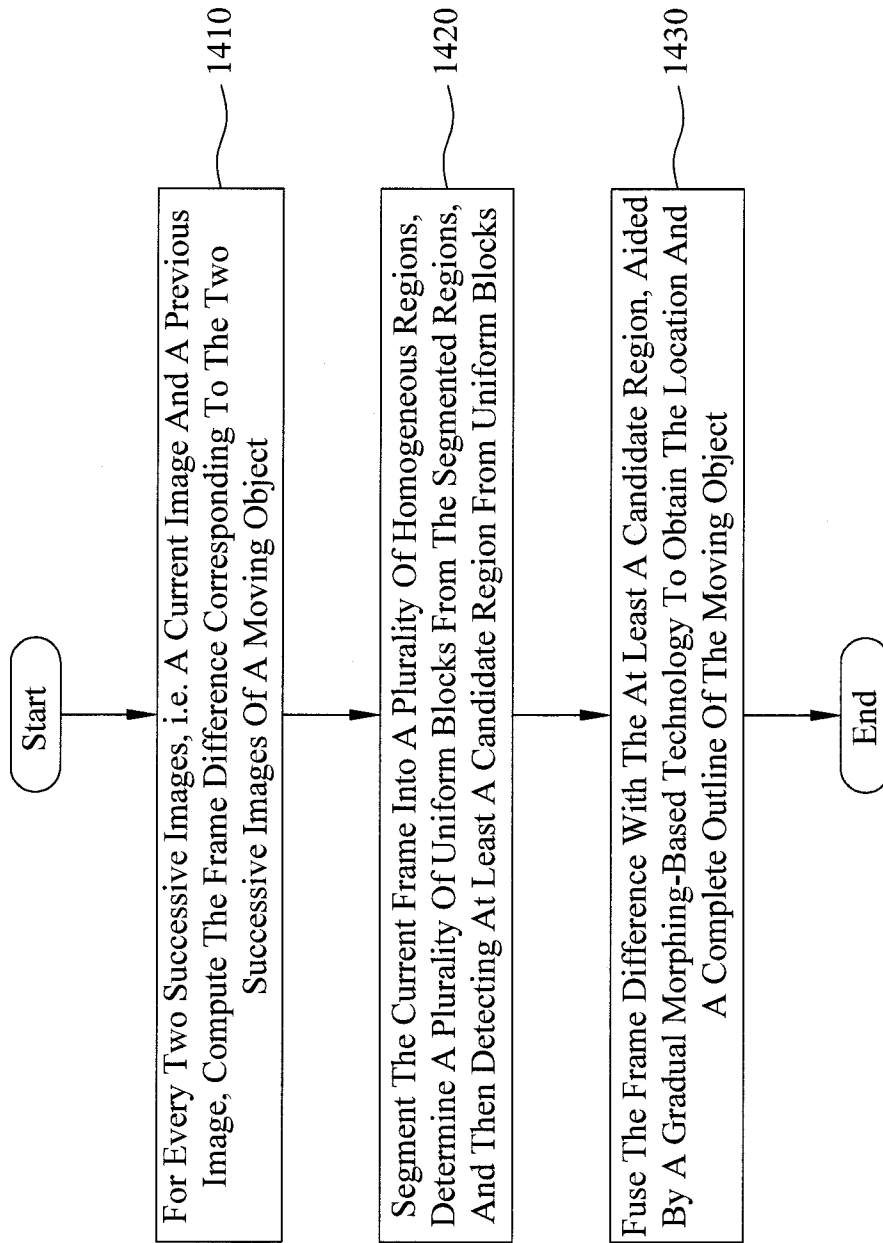 Start
For Every Two Successive Images, i.e. A Current Image And A Previous
Image, Compute The Frame Difference Corresponding To The Two
Successive Images Of A Moving Object
1410
Segment The Current Frame Into A Plurality Of Homogeneous Regions,
Determine A Plurality Of Uniform Blocks From The Segmented Regions,
And Then Detecting At Least A Candidate Region From Uniform Blocks
1420
Fuse The Frame Difference With The At Least A Candidate Region, Aided
By A Gradual Morphing-Based Technology To Obtain The Location And
A Complete Outline Of The Moving Object
1430
End